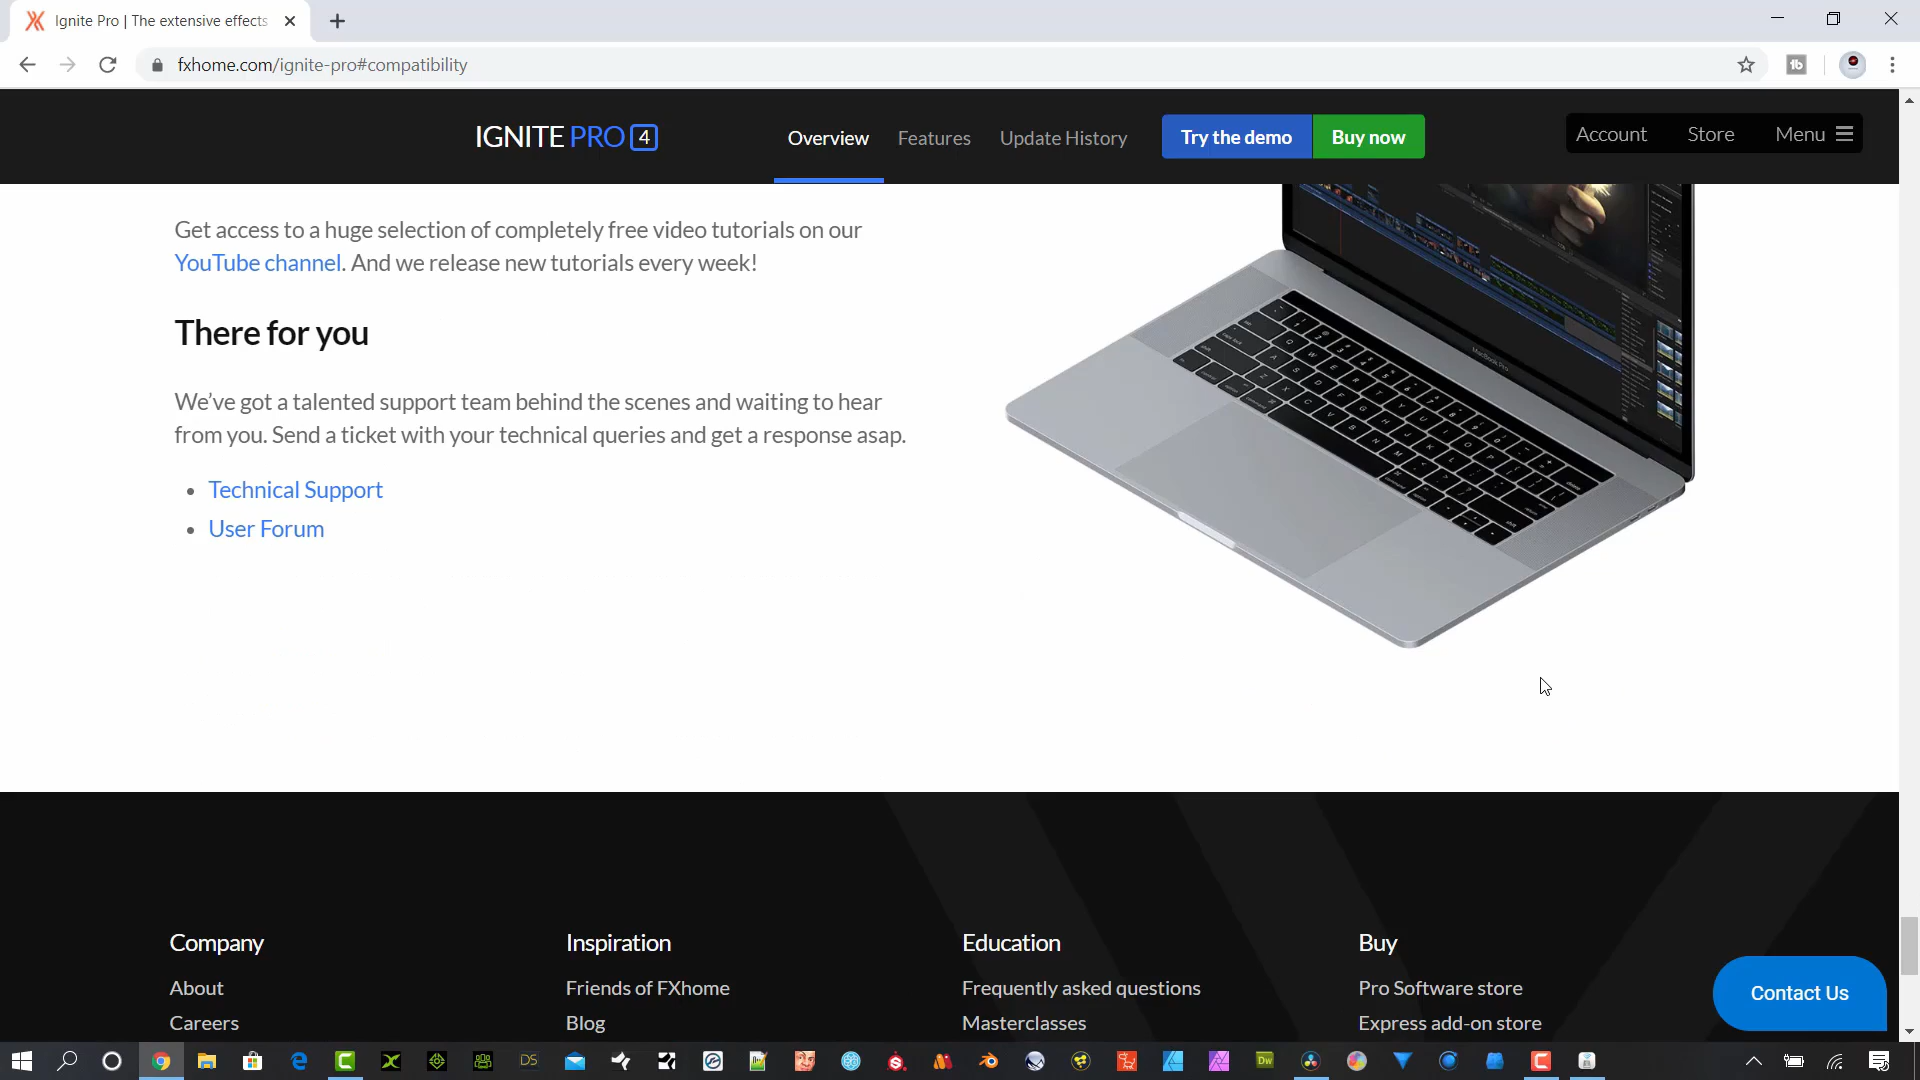 Ignite Pro | The extensive effects
fxhome.com/ignite-pro#compatibility
IGNITE PRO 4
Overview
Features
Update History
Try the demo
Buy now
Account
Store
Menu
Get access to a huge selection of completely free video tutorials on our
YouTube channel. And we release new tutorials every week!
There for you
We’ve got a talented support team behind the scenes and waiting to hear
from you. Send a ticket with your technical queries and get a response asap.
• Technical Support
• User Forum
MacBook Pro
Company
Inspiration
Education
Buy
About
Friends of FXhome
Frequently asked questions
Pro Software store
Careers
Blog
Masterclasses
Express add-on store
Contact Us
DS
Dw